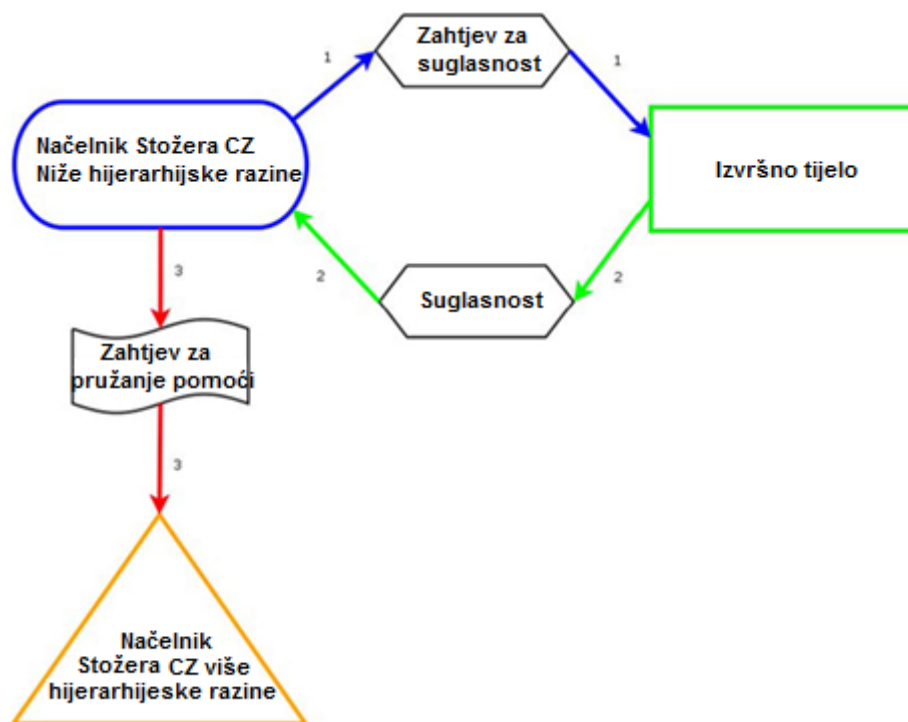 Zahtjev za
suglasnost
1
1
Načelnik Stožera CZ
Niže hijerarhijske razine
Izvršno tijelo
2
2
Suglasnost
3
Zahtjev za
pružanje pomoći
3
Načelnik
Stožera CZ više
hijerarhijeske razine